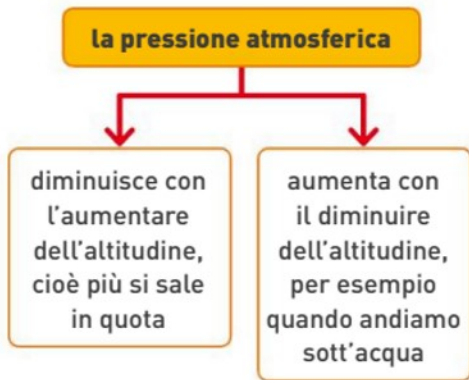 la pressione atmosferica
diminuisce con
l'aumentare
dell'altitudine,
cioè più si sale
in quota
aumenta con
il diminuire
dell'altitudine,
per esempio
quando andiamo
sott'acqua